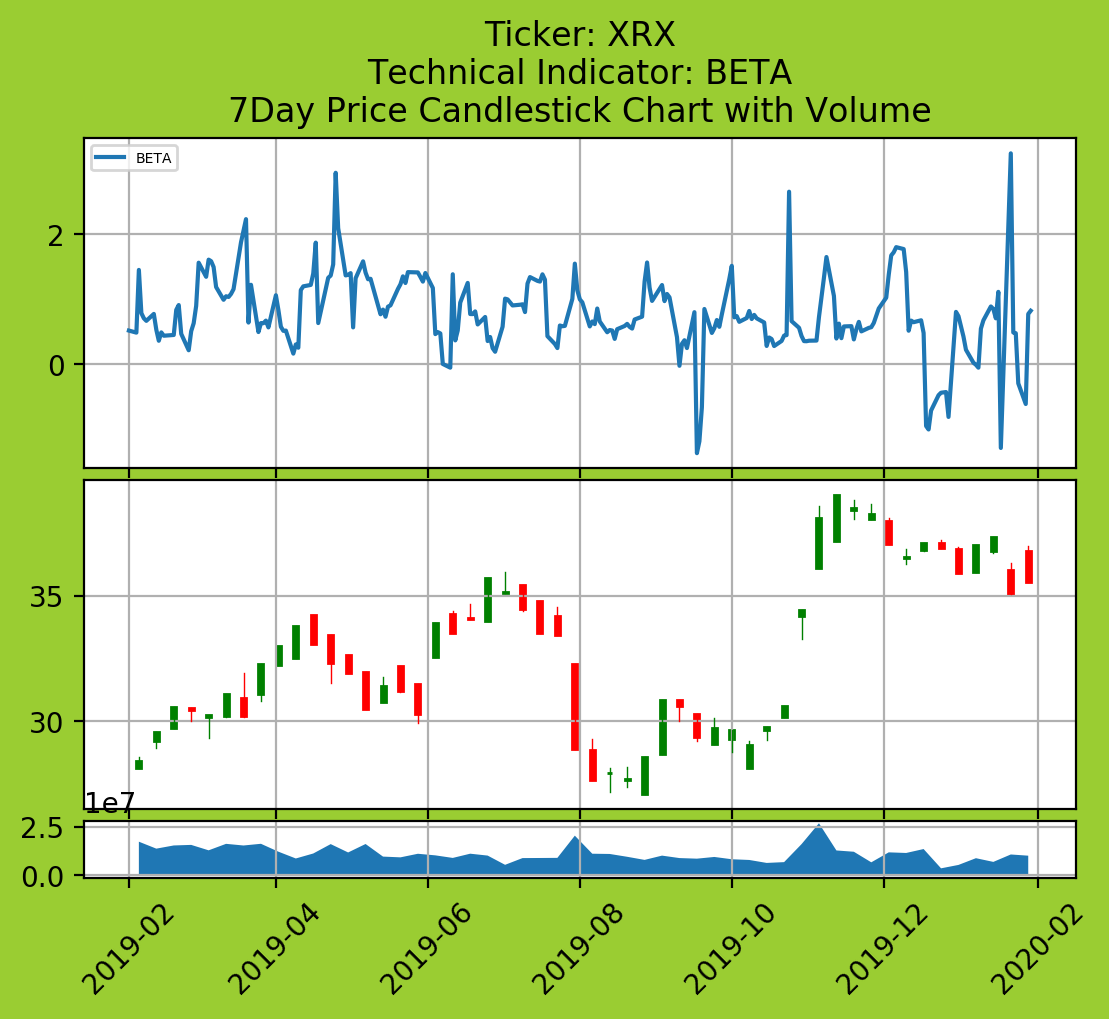 Ticker: XRX
Technical Indicator: BETA
7Day Price Candlestick Chart with Volume
BETA
2
0
35
30
1e7
2.5
0.0
2019-02
2019-04
2019-06
2019-08
2019-10
2019-12
2020-02